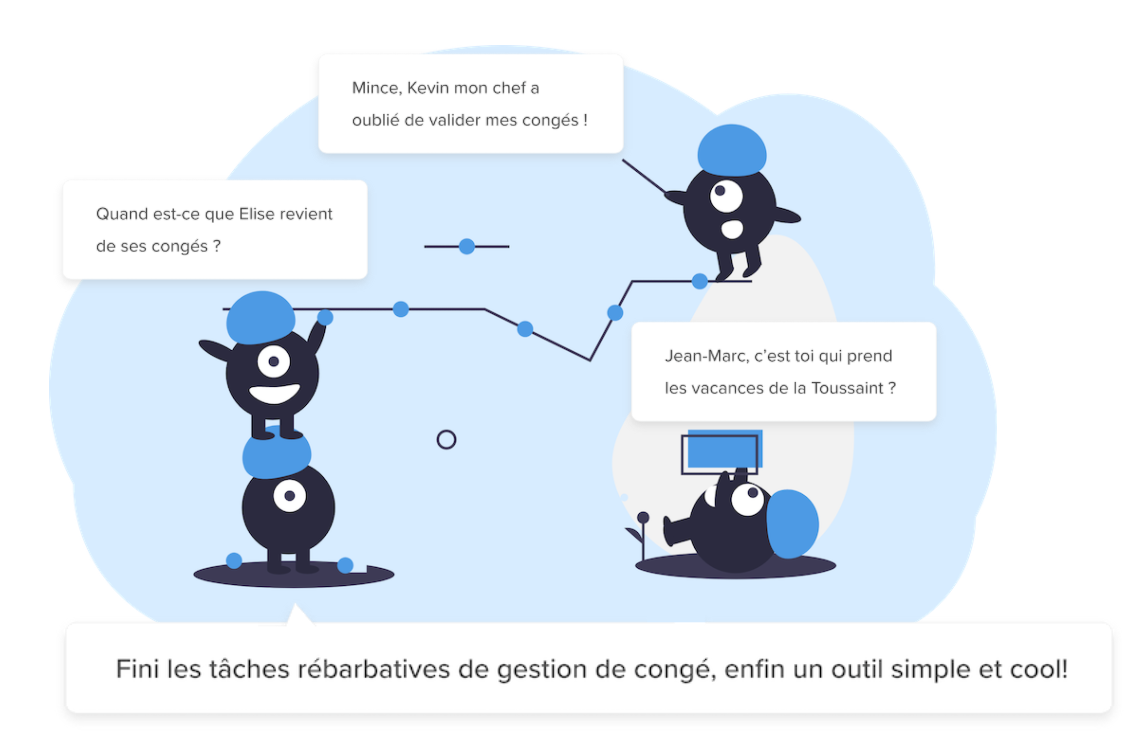 Mince, Kevin mon chef a
oublié de valider mes congés !
Quand est-ce que Elise revient
de ses congés ?
Jean-Marc, c’est toi qui prend
les vacances de la Toussaint ?
Fini les tâches rébarbatives de gestion de congé, enfin un outil simple et cool!